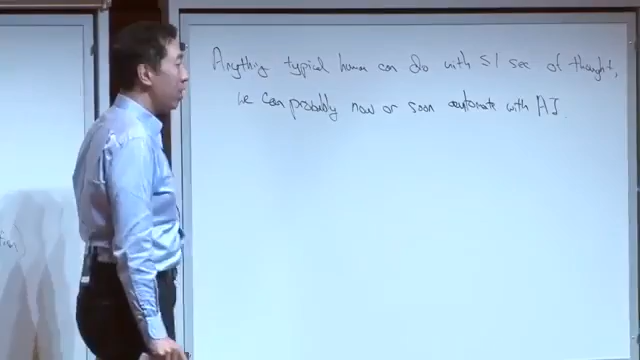 Anything typical human can do with ≤1 sec of thought,
we can probably now or soon automate with AI.